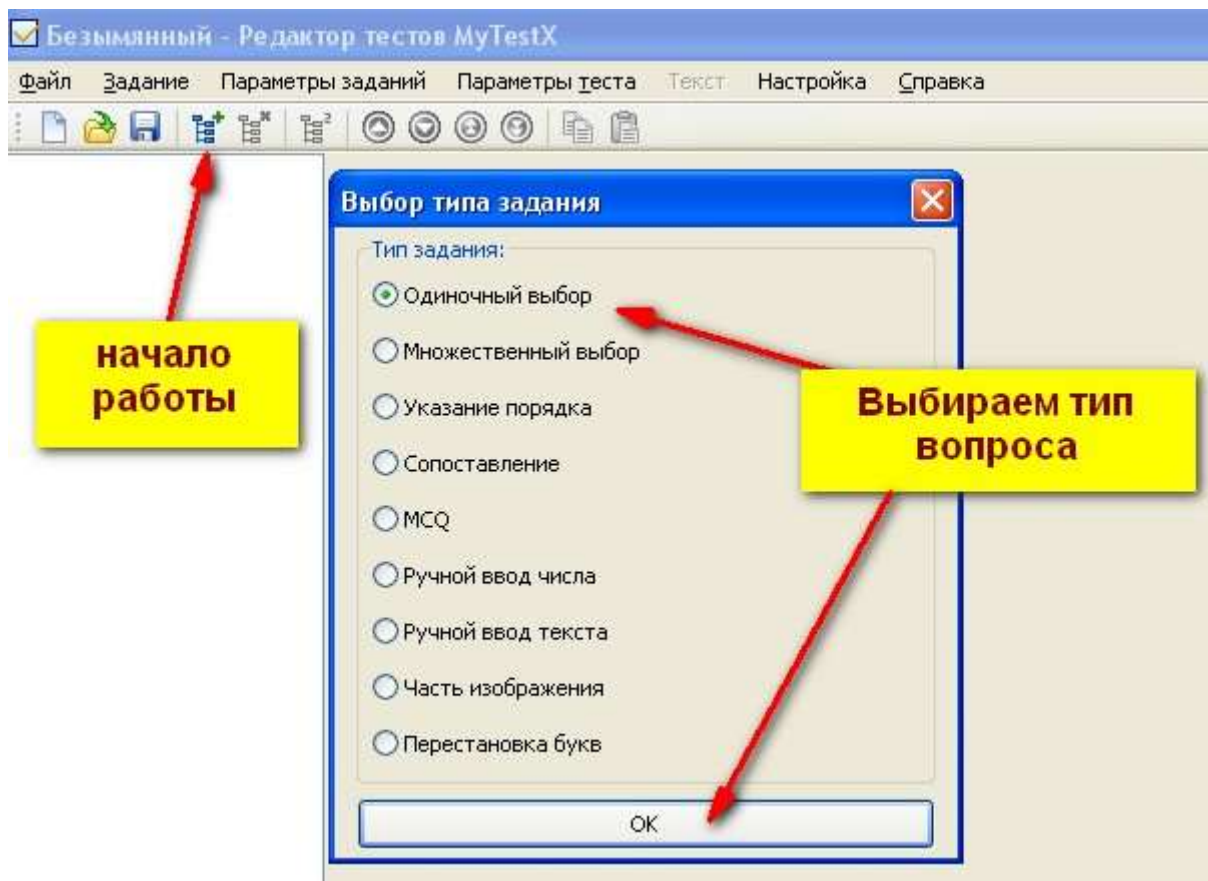 Безымянный - Редактор тестов MyTestX
Файл Задание Параметры заданий Параметры теста Текст Настройка Справка
Выбор типа задания
Тип задания:
Одиночный выбор
Множественный выбор
Указание порядка
Сопоставление
MCQ
Ручной ввод числа
Ручной ввод текста
Часть изображения
Перестановка букв
OK
начало
работы
Выбираем тип
вопроса